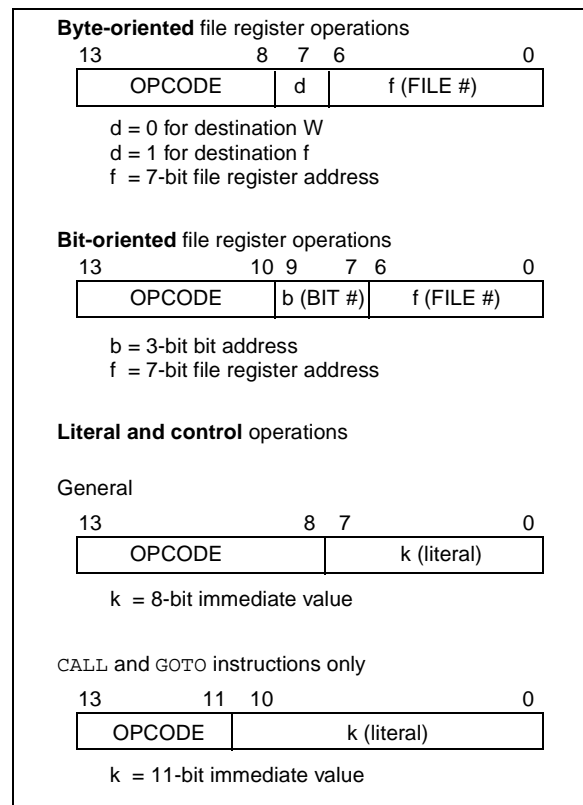 Byte-oriented file register operations
13 8 7 6 0
OPCODE d f (FILE #)
d = 0 for destination W
d = 1 for destination f
f = 7-bit file register address
Bit-oriented file register operations
13 10 9 7 6 0
OPCODE b (BIT #) f (FILE #)
b = 3-bit bit address
f = 7-bit file register address
Literal and control operations
General
13 8 7 0
OPCODE k (literal)
k = 8-bit immediate value
CALL and GOTO instructions only
13 11 10 0
OPCODE k (literal)
k = 11-bit immediate value